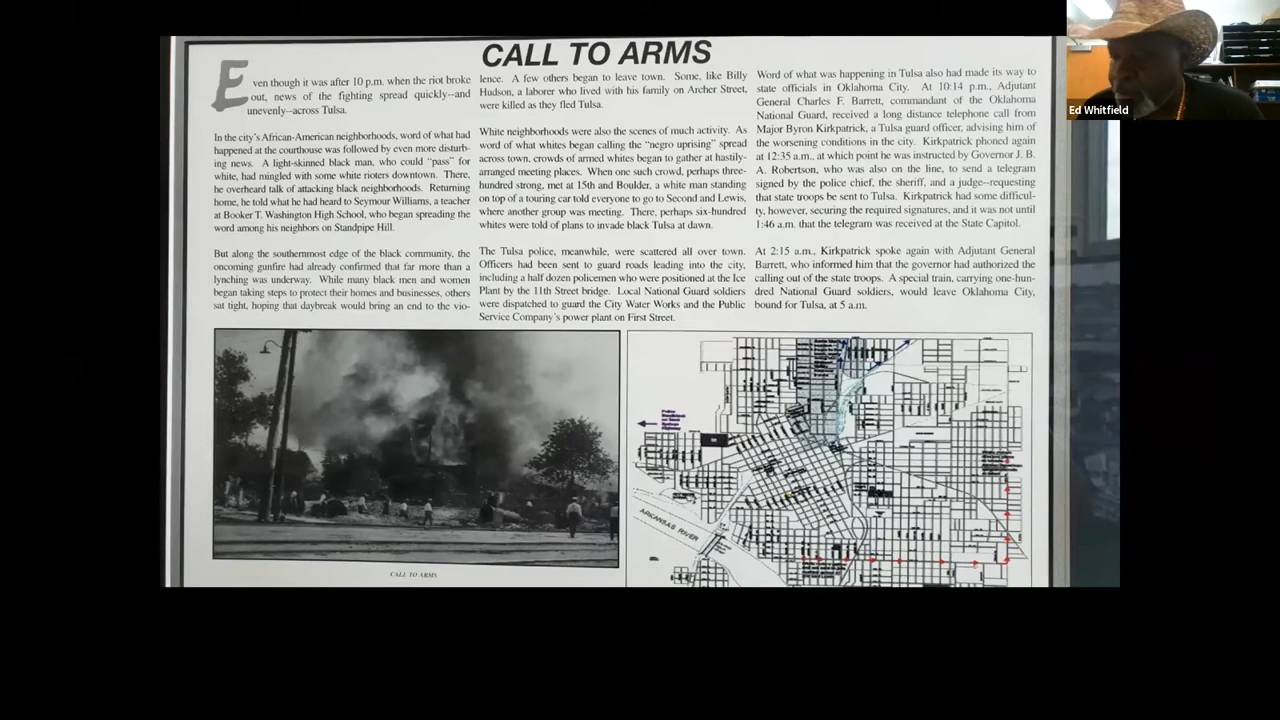 CALL TO ARMS
Even though it was after 10 p.m. when the riot broke
out, news of the fighting spread quickly--and
unevenly--across Tulsa.
In the city's African-American neighborhoods, word of what had
happened at the courthouse was followed by even more disturb-
ing news. A light-skinned black man, who could "pass" for
white, had mingled with some white rioters downtown. There,
he overheard talk of attacking black neighborhoods. Returning
home, he told what he had heard to Seymour Williams, a teacher
at Booker T. Washington High School, who began spreading the
word among his neighbors on Standpipe Hill.
But along the southernmost edge of the black community, the
oncoming gunfire had already confirmed that far more than a
lynching was underway. While many black men and women
began taking steps to protect their homes and businesses, others
sat tight, hoping that daybreak would bring an end to the vio-
lence. A few others began to leave town. Some, like Billy
Hudson, a laborer who lived with his family on Archer Street,
were killed as they fled Tulsa.
White neighborhoods were also the scenes of much activity. As
word of what whites began calling the "negro uprising" spread
across town, crowds of armed whites began to gather at hastily-
arranged meeting places. When one such crowd, perhaps three-
hundred strong, met at 15th and Boulder, a white man standing
on top of a touring car told everyone to go to Second and Lewis,
where another group was meeting. There, perhaps six-hundred
whites were told of plans to invade black Tulsa at dawn.
The Tulsa police, meanwhile, were scattered all over town.
Officers had been sent to guard roads leading into the city,
including a half dozen policemen who were positioned at the Ice
Plant by the 11th Street bridge. Local National Guard soldiers
were dispatched to guard the City Water Works and the Public
Service Company's power plant on First Street.
Word of what was happening in Tulsa also had made its way to
state officials in Oklahoma City. At 10:14 p.m., Adjutant
General Charles F. Barrett, commandant of the Oklahoma
National Guard, received a long distance telephone call from
Major Byron Kirkpatrick, a Tulsa guard officer, advising him of
the worsening conditions in the city. Kirkpatrick phoned again
at 12:35 a.m., at which point he was instructed by Governor J. B.
A. Robertson, who was also on the line, to send a telegram
signed by the police chief, the sheriff, and a judge--requesting
that state troops be sent to Tulsa. Kirkpatrick had some difficul-
ty, however, securing the required signatures, and it was not until
1:46 a.m. that the telegram was received at the State Capitol.
At 2:15 a.m., Kirkpatrick spoke again with Adjutant General
Barrett, who informed him that the governor had authorized the
calling out of the state troops. A special train, carrying one-hun-
dred National Guard soldiers, would leave Oklahoma City,
bound for Tulsa, at 5 a.m.
CALL TO ARMS
ARKANSAS RIVER
Ed Whitfield